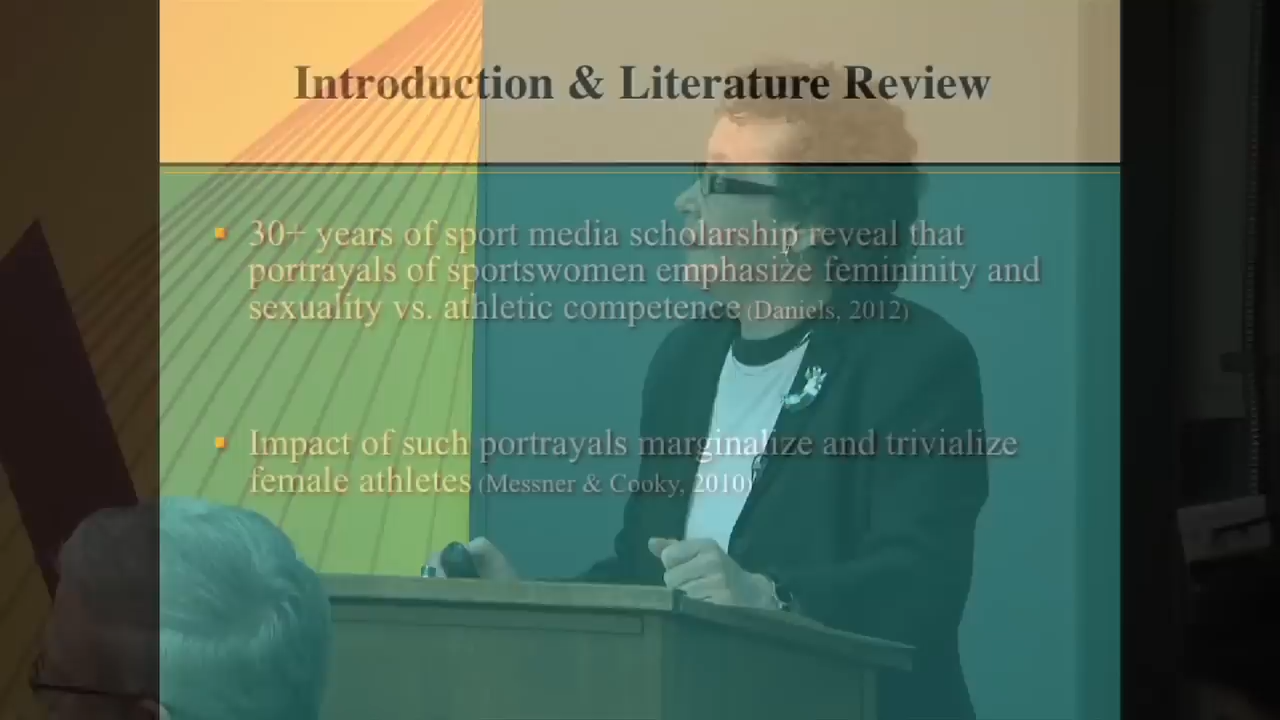 Introduction & Literature Review
30+ years of sport media scholarship reveal that
portrayals of sportswomen emphasize femininity and
sexuality vs. athletic competence (Daniels, 2012)
Impact of such portrayals marginalize and trivialize
female athletes (Messner & Cooky, 2010)